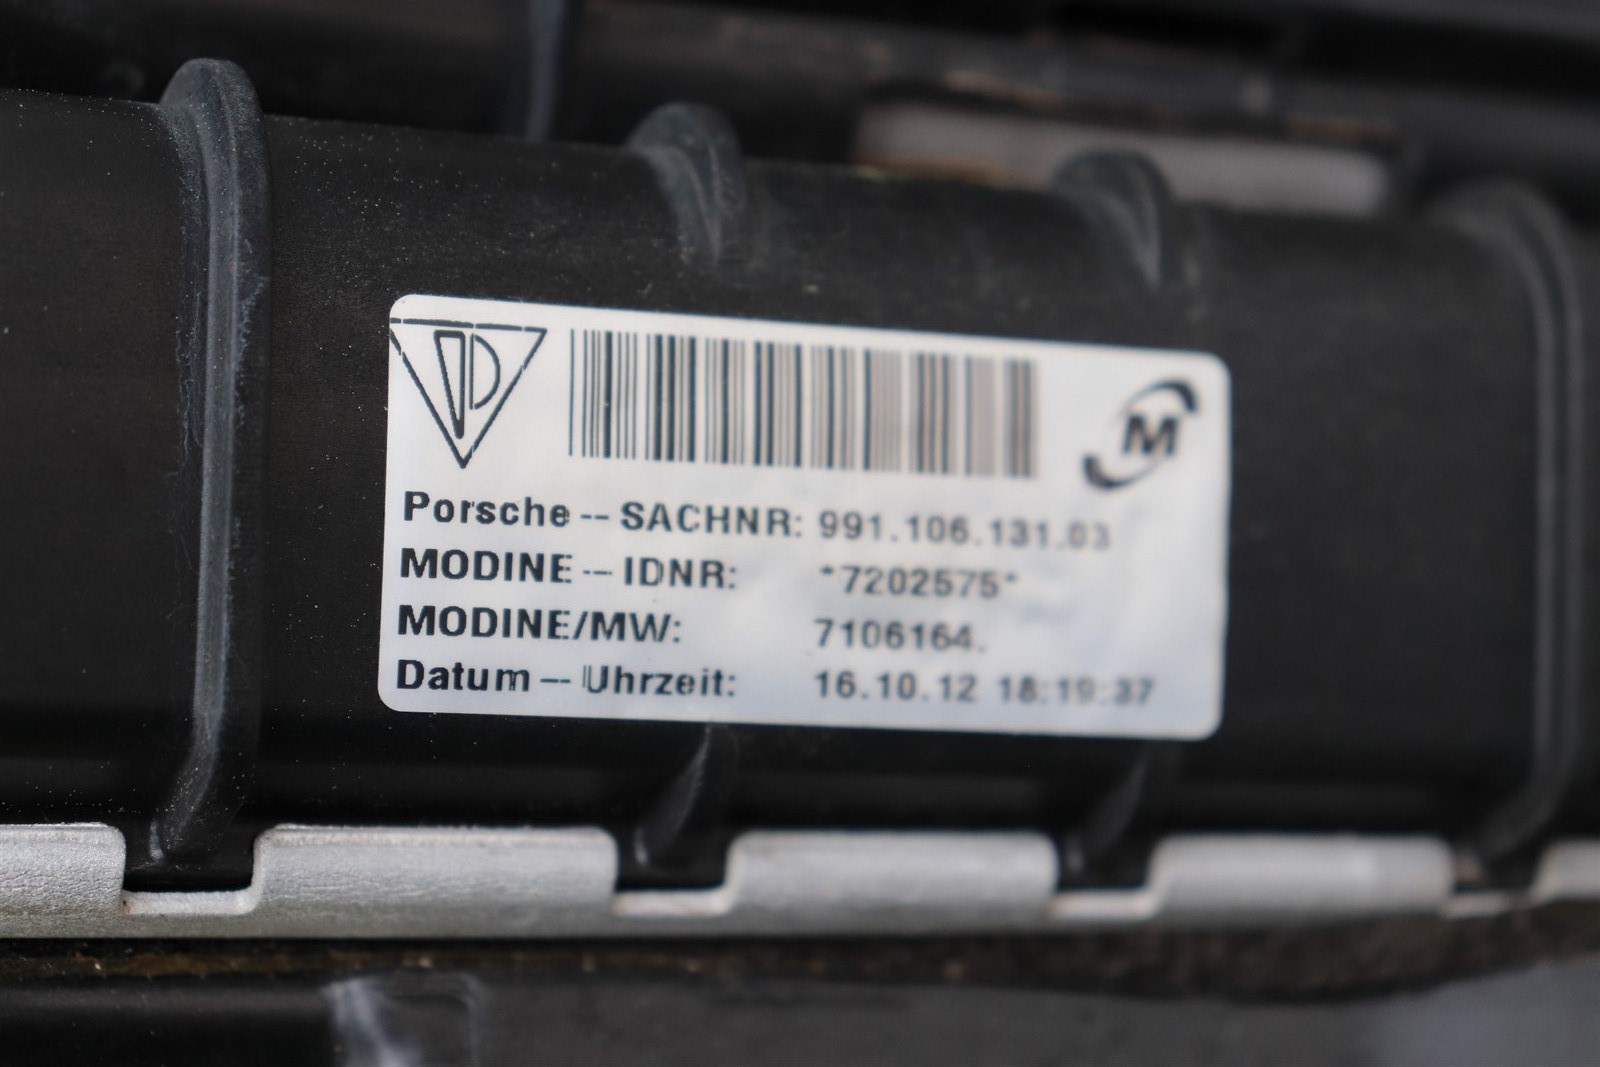 M
Porsche -- SACHNR: 991.106.131.03
MODINE -- IDNR: *7202575*
MODINE/MW: 7106164.
Datum -- Uhrzeit: 16.10.12 18:19:37